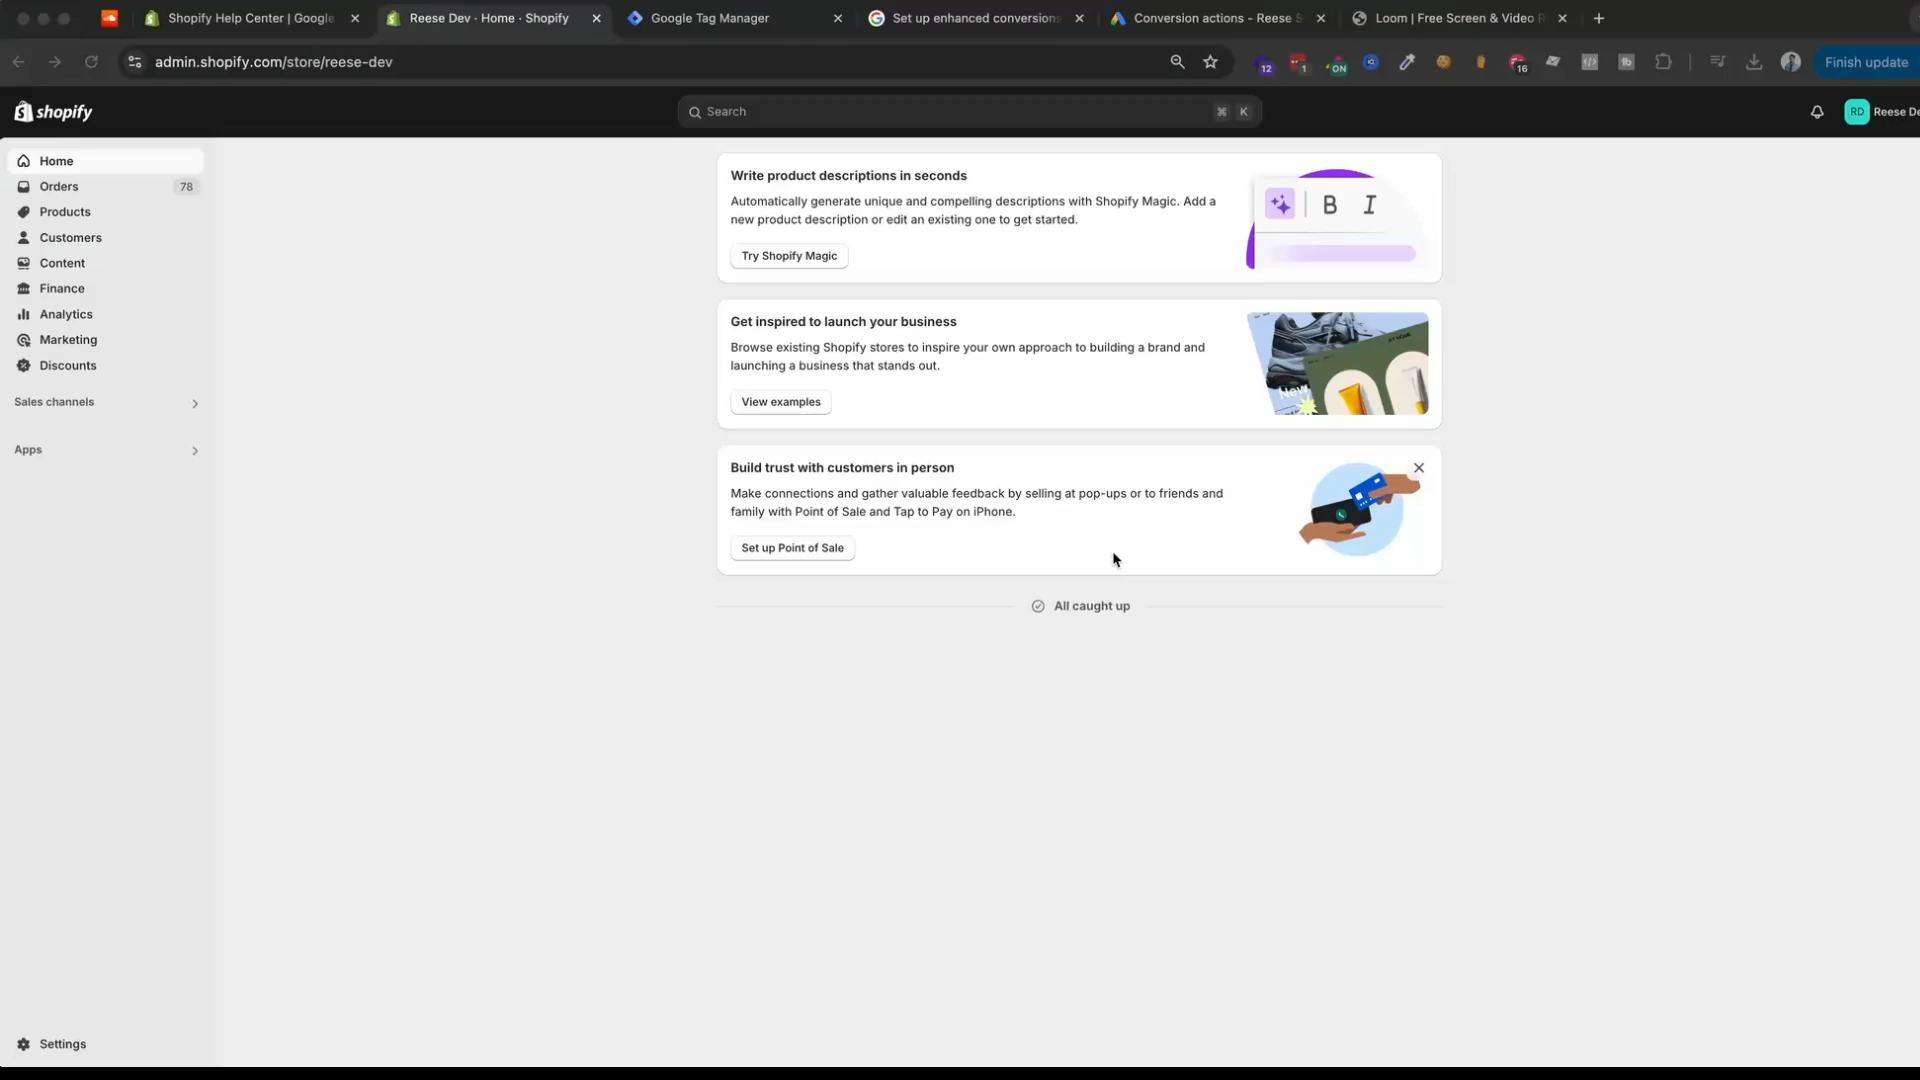 Shopify Help Center | Google
Reese Dev · Home · Shopify
Google Tag Manager
Set up enhanced conversions
Conversion actions - Reese S
Loom | Free Screen & Video R
admin.shopify.com/store/reese-dev
12
1
ON
16
Finish update
shopify
Search
⌘ K
RD
Reese De
Home
Orders 78
Products
Customers
Content
Finance
Analytics
Marketing
Discounts
Sales channels
Apps
Settings
Write product descriptions in seconds
Automatically generate unique and compelling descriptions with Shopify Magic. Add a
new product description or edit an existing one to get started.
Try Shopify Magic
B I
Get inspired to launch your business
Browse existing Shopify stores to inspire your own approach to building a brand and
launching a business that stands out.
View examples
New
Build trust with customers in person
Make connections and gather valuable feedback by selling at pop-ups or to friends and
family with Point of Sale and Tap to Pay on iPhone.
Set up Point of Sale
All caught up